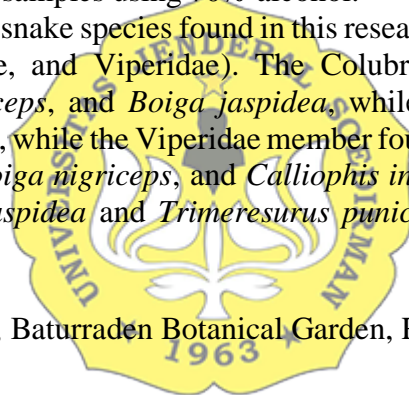 samples using 70% alcohol.
snake species found in this resea
e, and Viperidae). The Colubr
ceps, and Boiga jaspidea, while
, while the Viperidae member fou
oiga nigriceps, and Calliophis in
aspidea and Trimeresurus punic
, Baturraden Botanical Garden, F
UNIVERSITAS JENDERAL SOEDIRMAN
1963